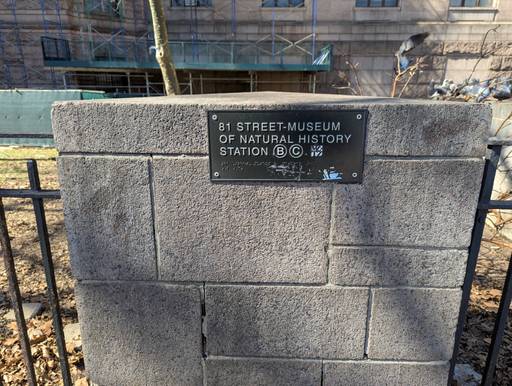 81 STREET-MUSEUM
OF NATURAL HISTORY
STATION B C